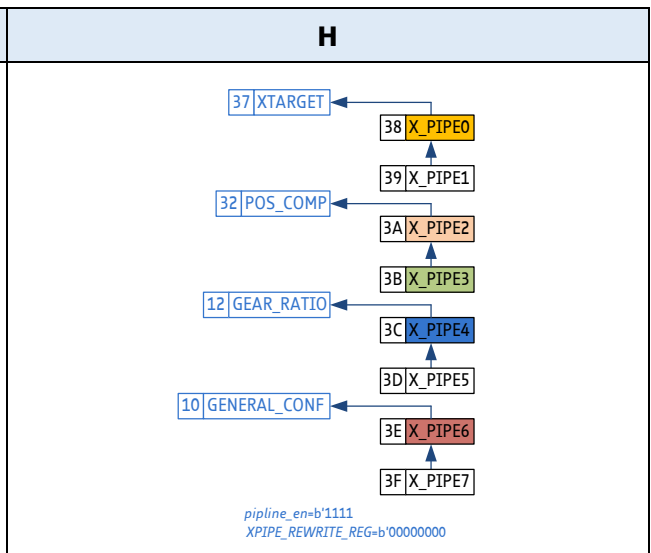 H
37 XTARGET
38 X_PIPE0
39 X_PIPE1
32 POS_COMP
3A X_PIPE2
3B X_PIPE3
12 GEAR_RATIO
3C X_PIPE4
3D X_PIPE5
10 GENERAL_CONF
3E X_PIPE6
3F X_PIPE7
pipline_en=b'1111
XPIPE_REWRITE_REG=b'00000000